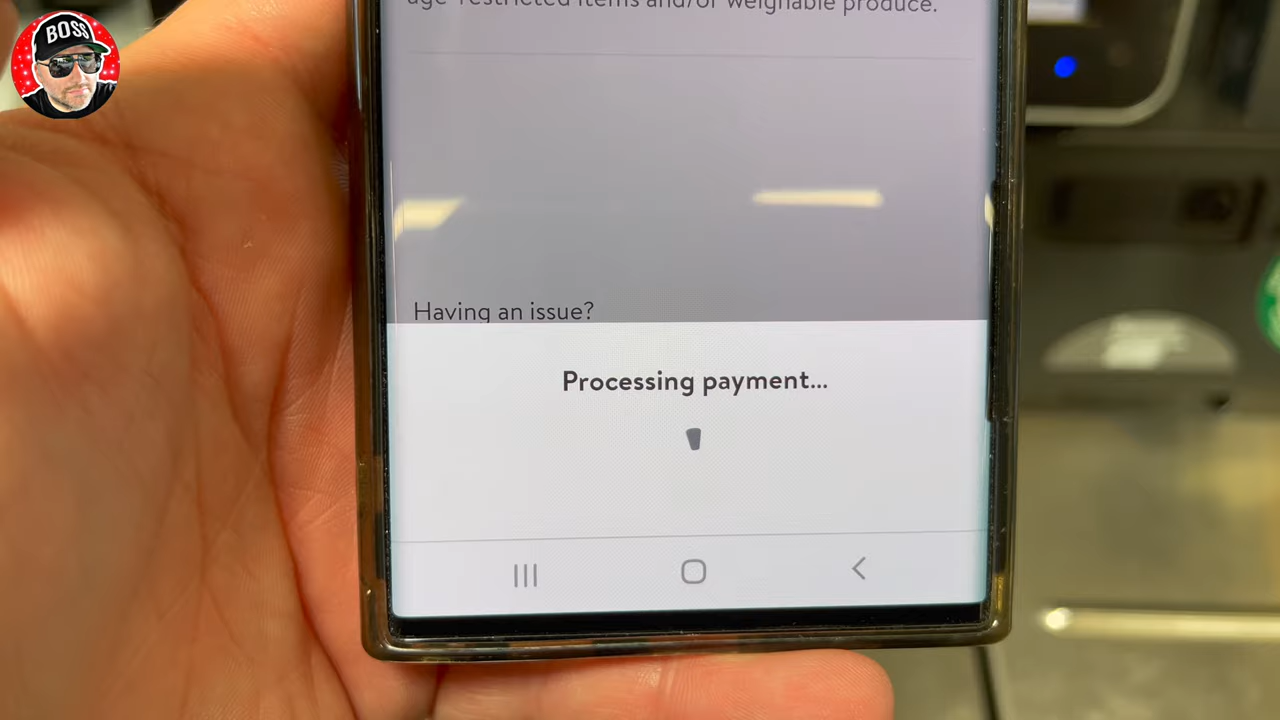 BOSS
age-restricted items and/or weighable produce.
Having an issue?
Processing payment...